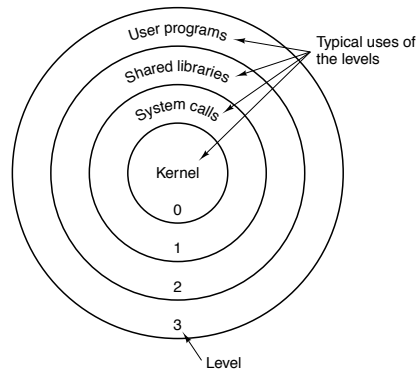 User programs
Typical uses of
the levels
Shared libraries
System calls
Kernel
0
1
2
3
Level